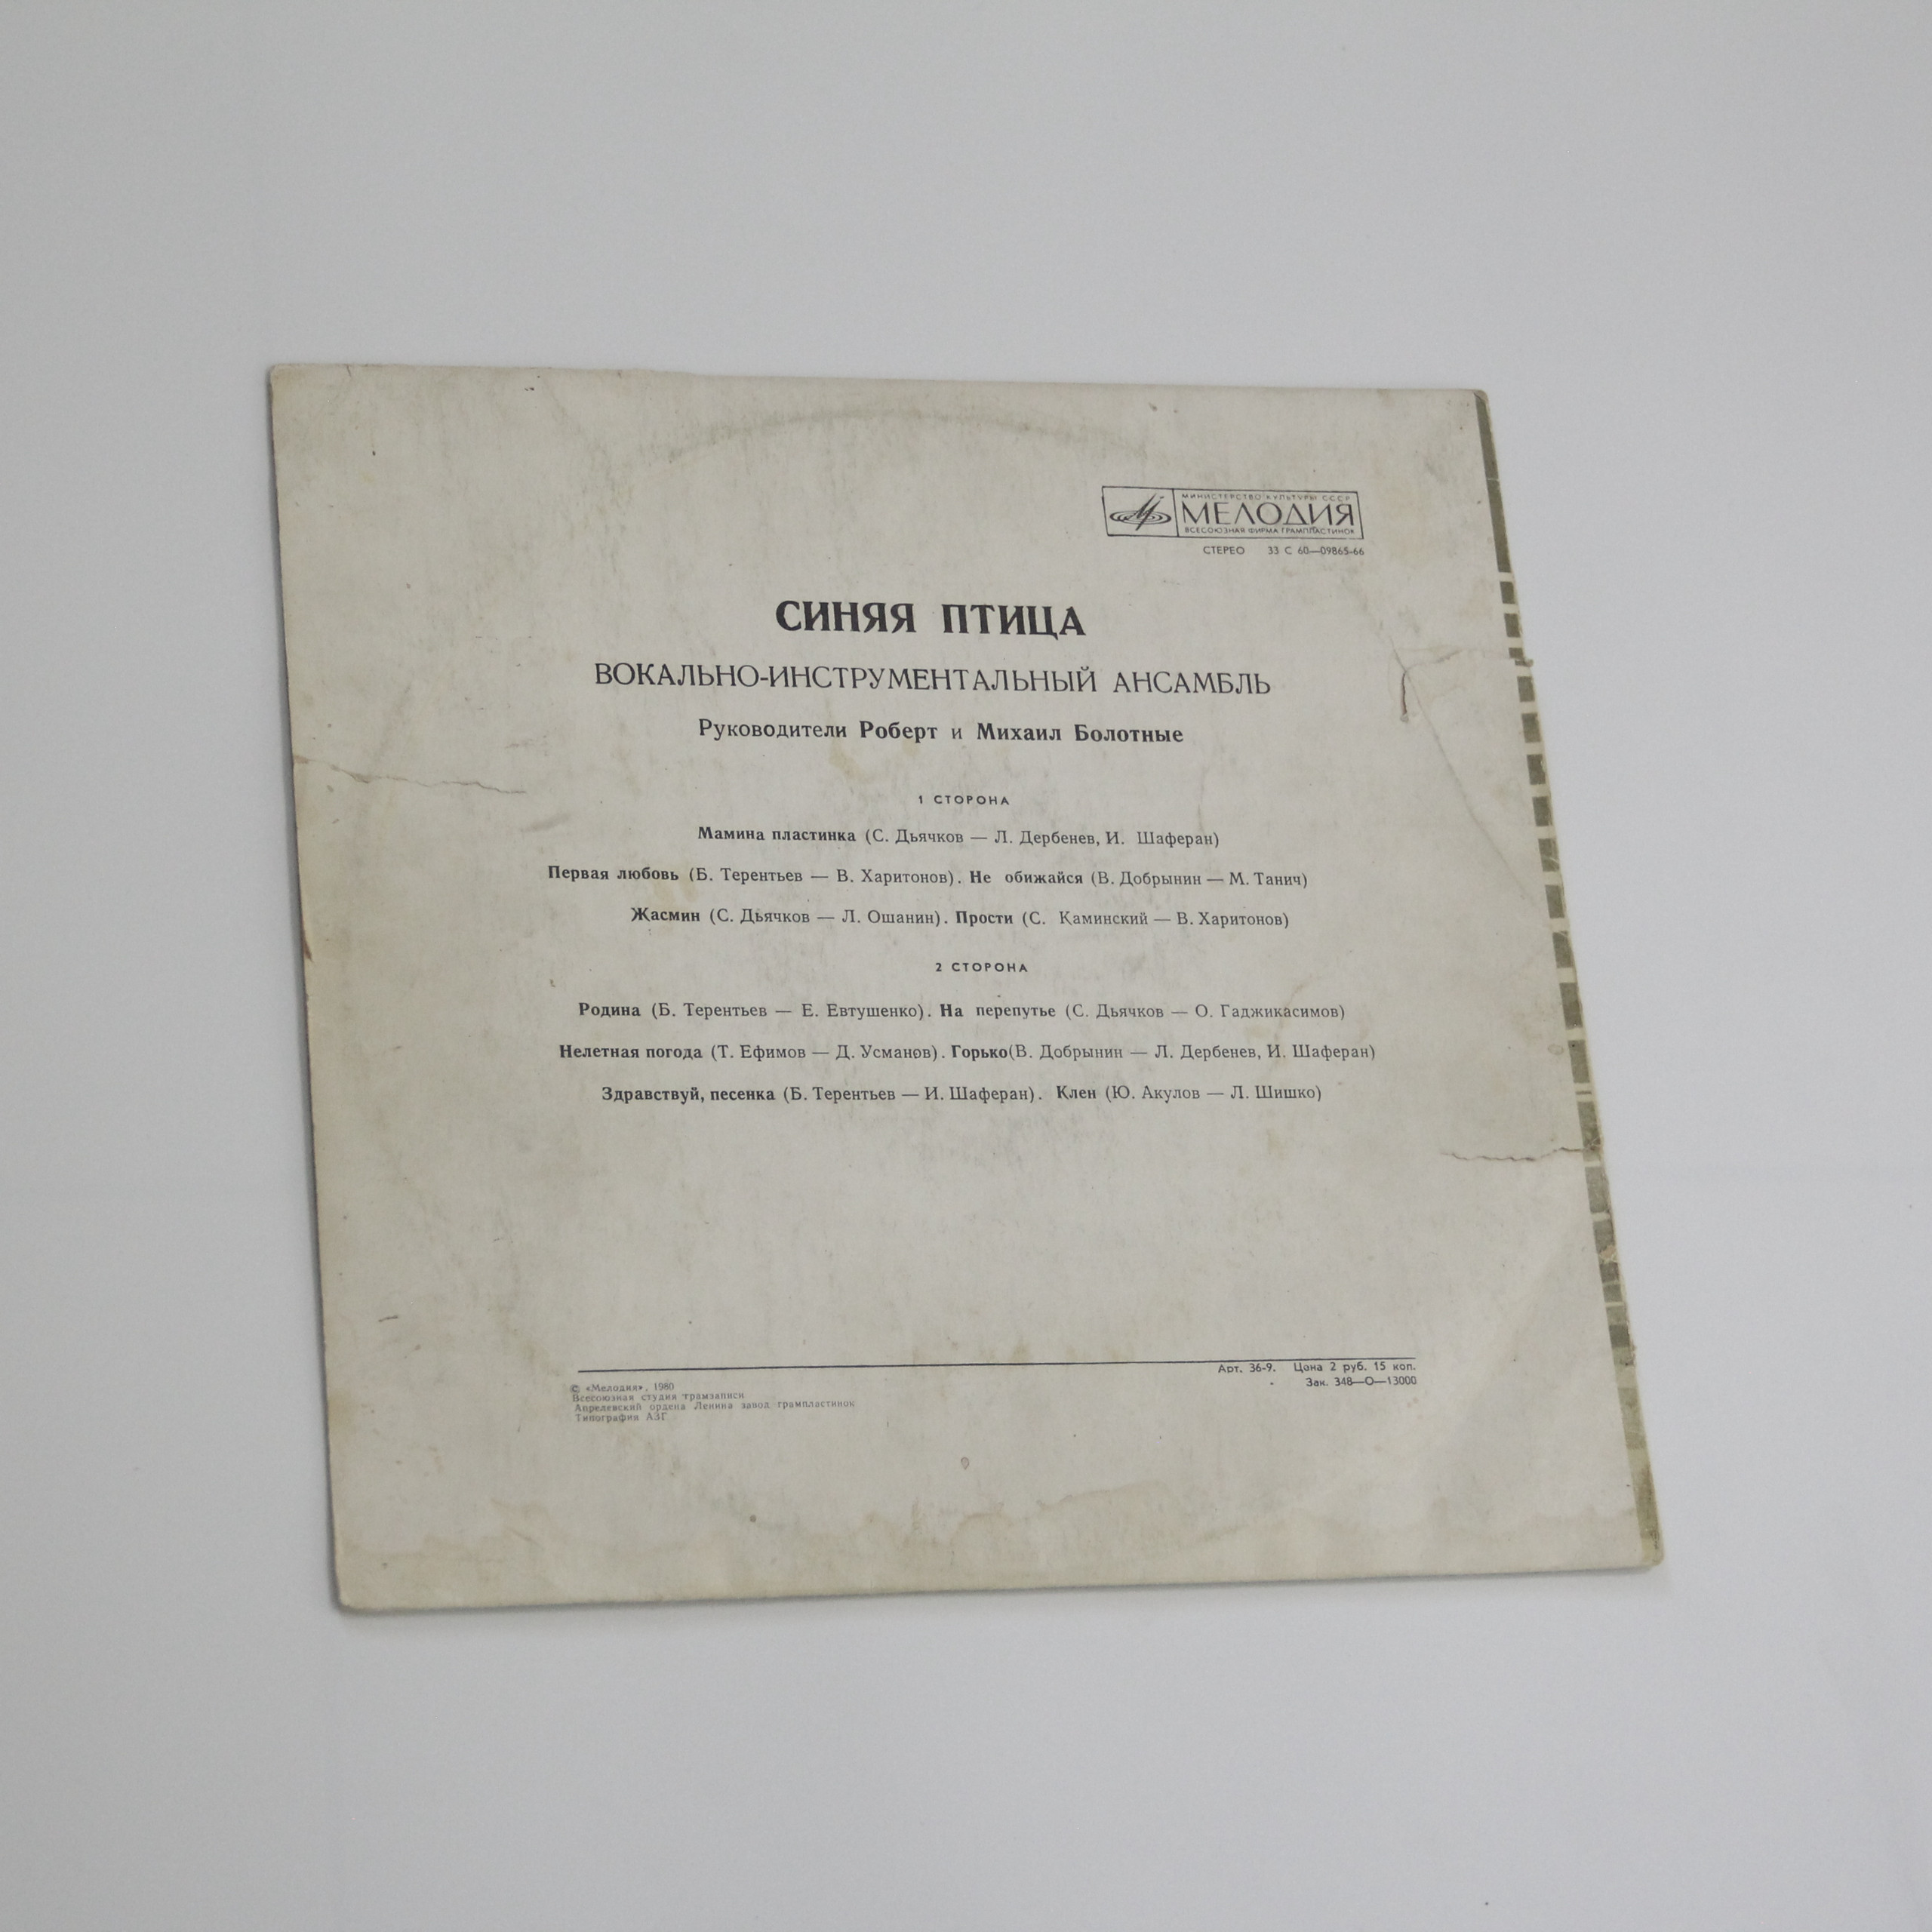 МИНИСТЕРСТВО КУЛЬТУРЫ СССР
МЕЛОДИЯ
ВСЕСОЮЗНАЯ ФИРМА ГРАМПЛАСТИНОК
СТЕРЕО 33 С 60—09865-66
СИНЯЯ ПТИЦА
ВОКАЛЬНО-ИНСТРУМЕНТАЛЬНЫЙ АНСАМБЛЬ
Руководители Роберт и Михаил Болотные
1 СТОРОНА
Мамина пластинка (С. Дьячков — Л. Дербенев, И. Шаферан)
Первая любовь (Б. Терентьев — В. Харитонов). Не обижайся (В. Добрынин — М. Танич)
Жасмин (С. Дьячков — Л. Ошанин). Прости (С. Каминский — В. Харитонов)
2 СТОРОНА
Родина (Б. Терентьев — Е. Евтушенко). На перепутье (С. Дьячков — О. Гаджикасимов)
Нелетная погода (Т. Ефимов — Д. Усманов). Горько(В. Добрынин — Л. Дербенев, И. Шаферан)
Здравствуй, песенка (Б. Терентьев — И. Шаферан). Клен (Ю. Акулов — Л. Шишко)
Арт. 36-9. Цена 2 руб. 15 коп.
Зак. 348—О—13000
© «Мелодия», 1980
Всесоюзная студия грамзаписи
Апрелевский ордена Ленина завод грампластинок
Типография АЗГ